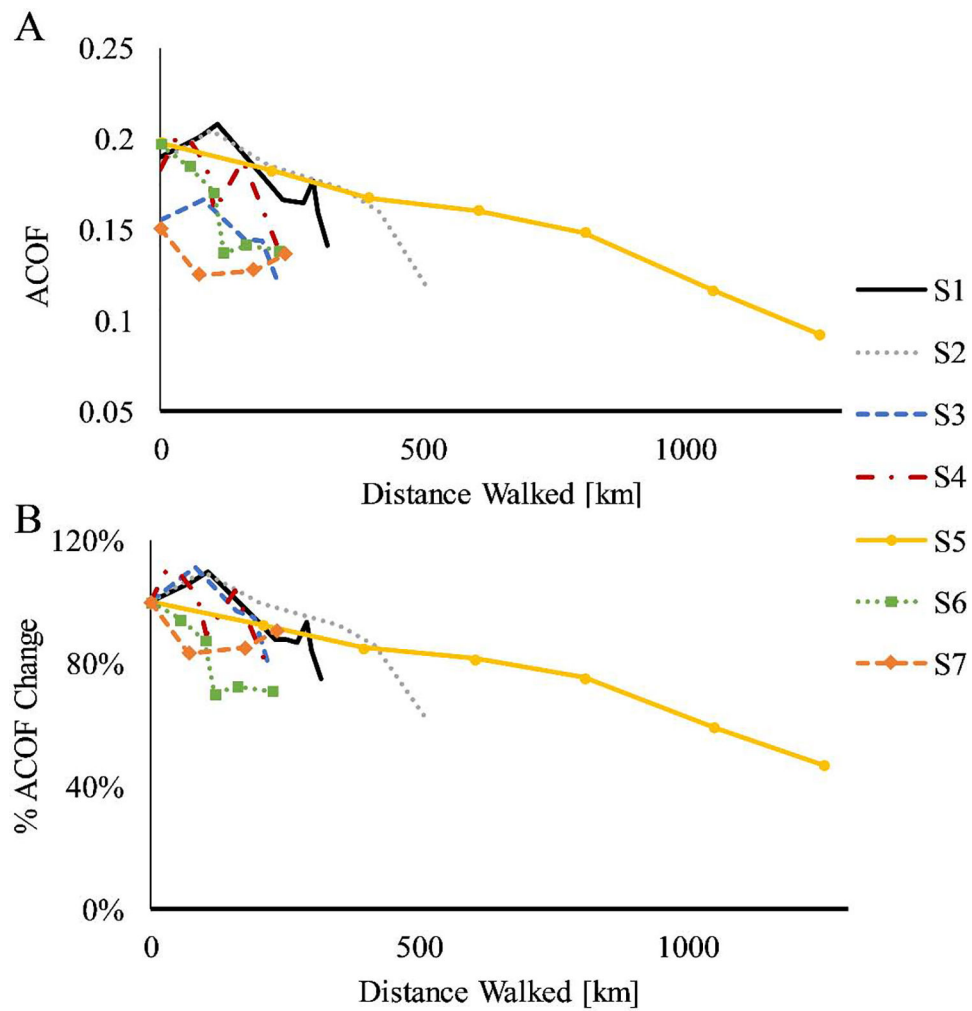 A
0.25
0.2
0.15
0.1
0.05
ACOF
0 500 1000
Distance Walked [km]
S1
S2
S3
S4
S5
S6
S7
B
120%
80%
40%
0%
% ACOF Change
0 500 1000
Distance Walked [km]